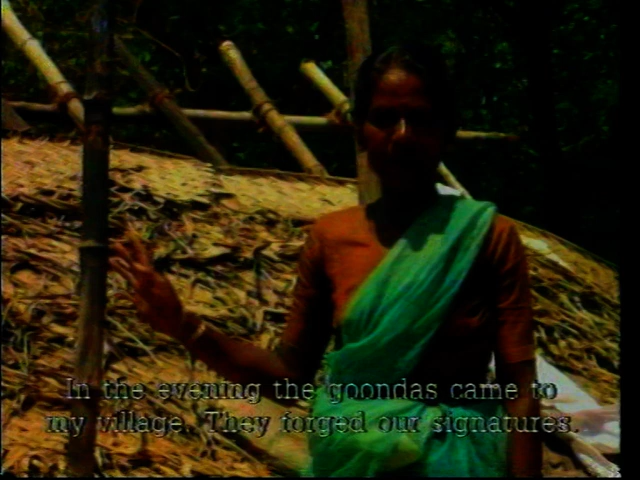 In the evening the goondas came to
my village. They forged our signatures.